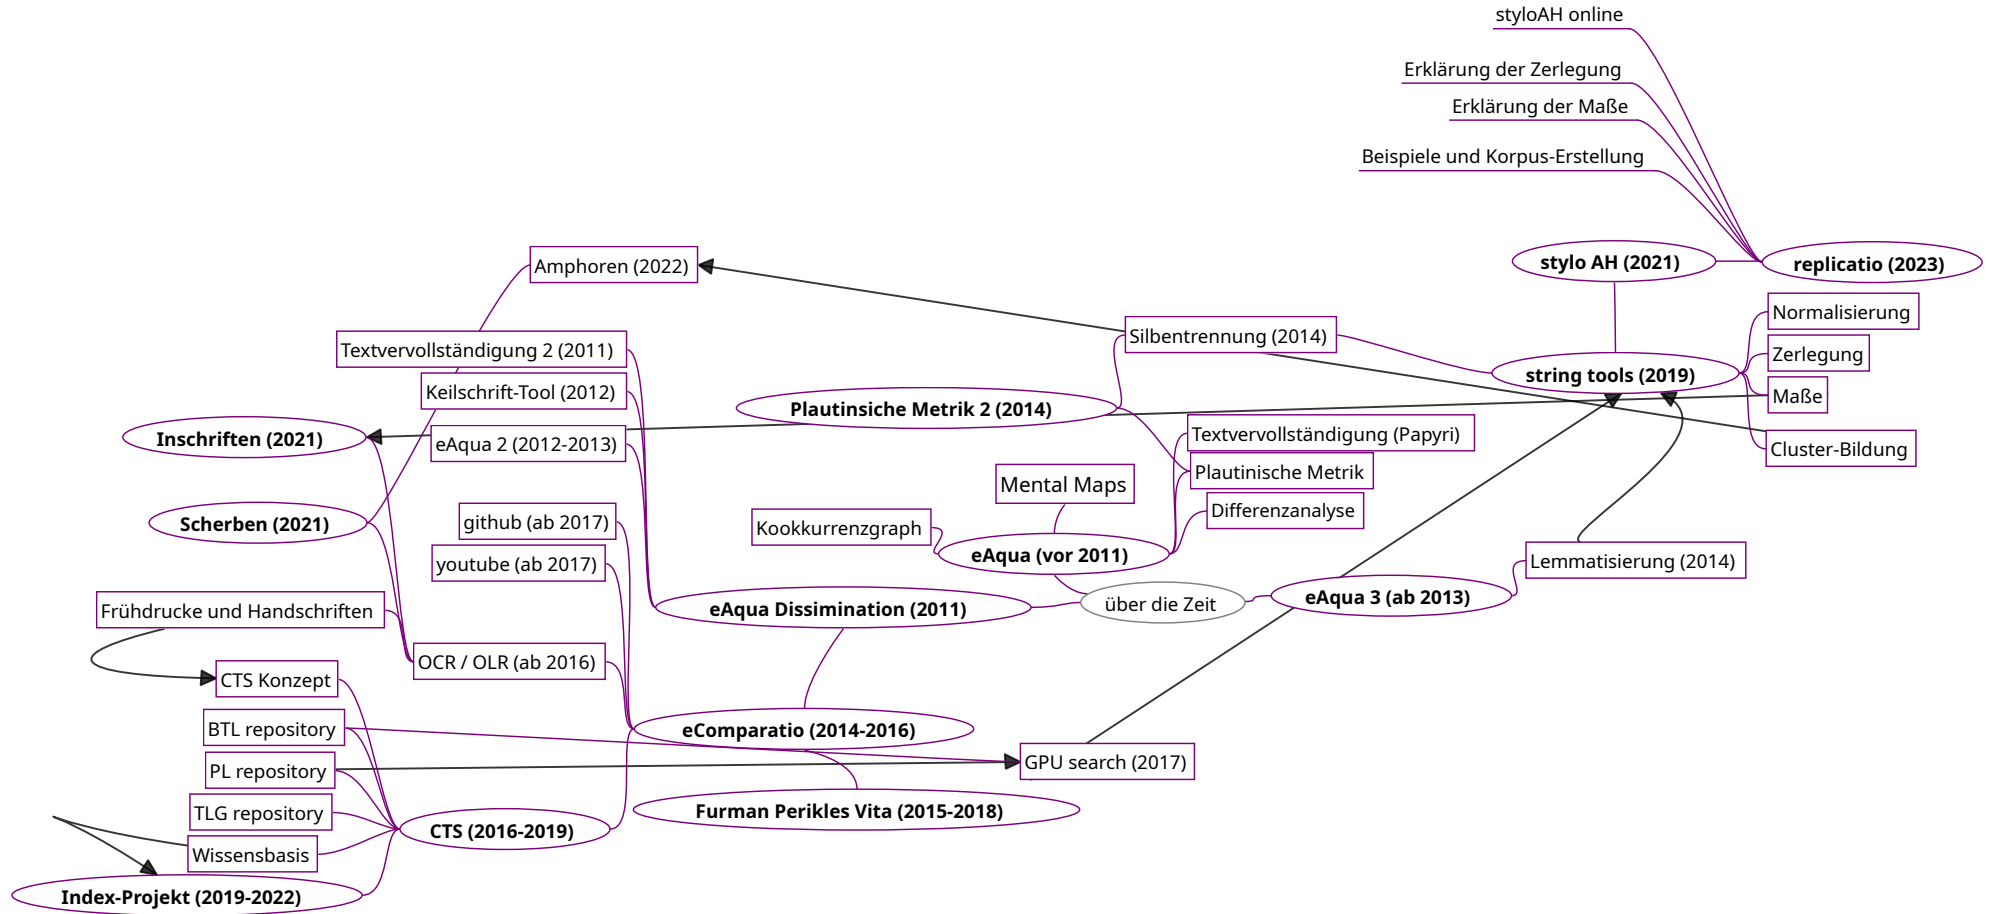 styloAH online
Erklärung der Zerlegung
Erklärung der Maße
Beispiele und Korpus-Erstellung
stylo AH (2021)
replicatio (2023)
Amphoren (2022)
Normalisierung
Silbentrennung (2014)
Textvervollständigung 2 (2011)
Zerlegung
string tools (2019)
Keilschrift-Tool (2012)
Maße
Plautinsiche Metrik 2 (2014)
Inschriften (2021)
eAqua 2 (2012-2013)
Textvervollständigung (Papyri)
Cluster-Bildung
Plautinische Metrik
Mental Maps
Differenzanalyse
Scherben (2021)
github (ab 2017)
Kookkurrenzgraph
eAqua (vor 2011)
youtube (ab 2017)
Lemmatisierung (2014)
eAqua 3 (ab 2013)
über die Zeit
eAqua Dissimination (2011)
Frühdrucke und Handschriften
OCR / OLR (ab 2016)
CTS Konzept
BTL repository
eComparatio (2014-2016)
GPU search (2017)
PL repository
Furman Perikles Vita (2015-2018)
TLG repository
CTS (2016-2019)
Wissensbasis
Index-Projekt (2019-2022)